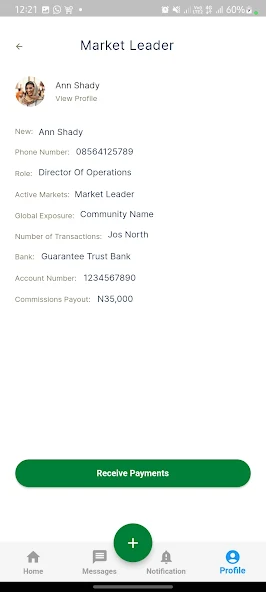 12:21
60%
Market Leader
Ann Shady
View Profile
New: Ann Shady
Phone Number: 08564125789
Role: Director Of Operations
Active Markets: Market Leader
Global Exposure: Community Name
Number of Transactions: Jos North
Bank: Guarantee Trust Bank
Account Number: 1234567890
Commissions Payout: N35,000
Receive Payments
Home
Messages
Notification
Profile